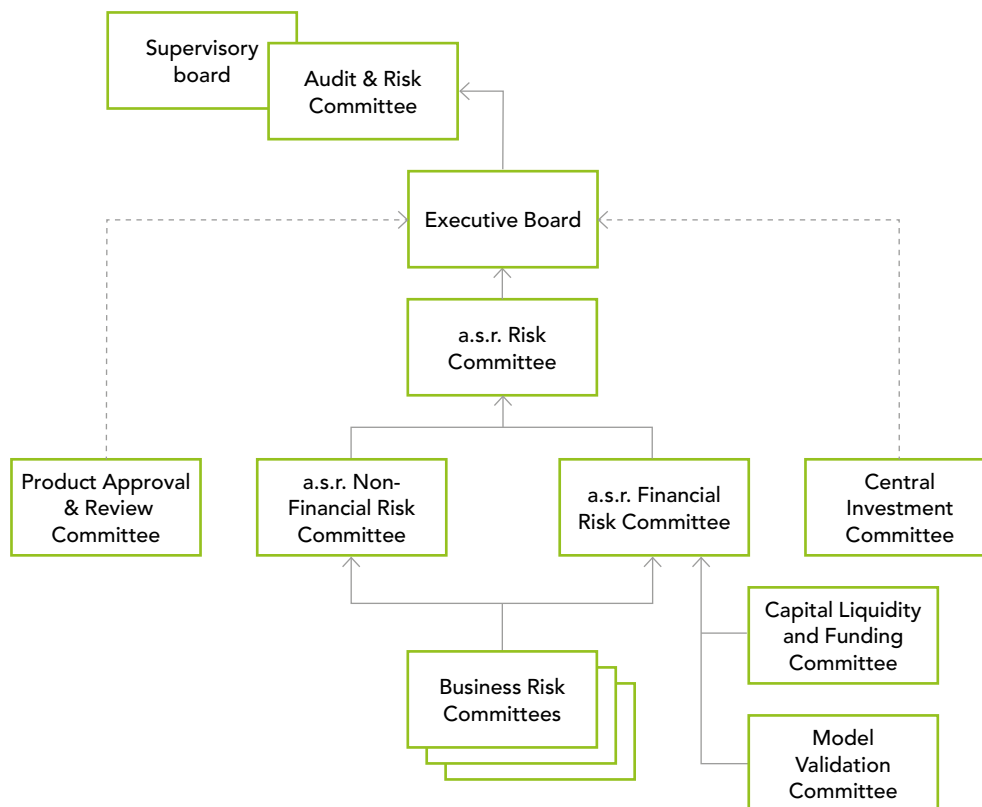 Supervisory
board
Audit & Risk
Committee
Executive Board
a.s.r. Risk
Committee
Product Approval
& Review
Committee
a.s.r. Non-
Financial Risk
Committee
a.s.r. Financial
Risk Committee
Central
Investment
Committee
Capital Liquidity
and Funding
Committee
Business Risk
Committees
Model
Validation
Committee